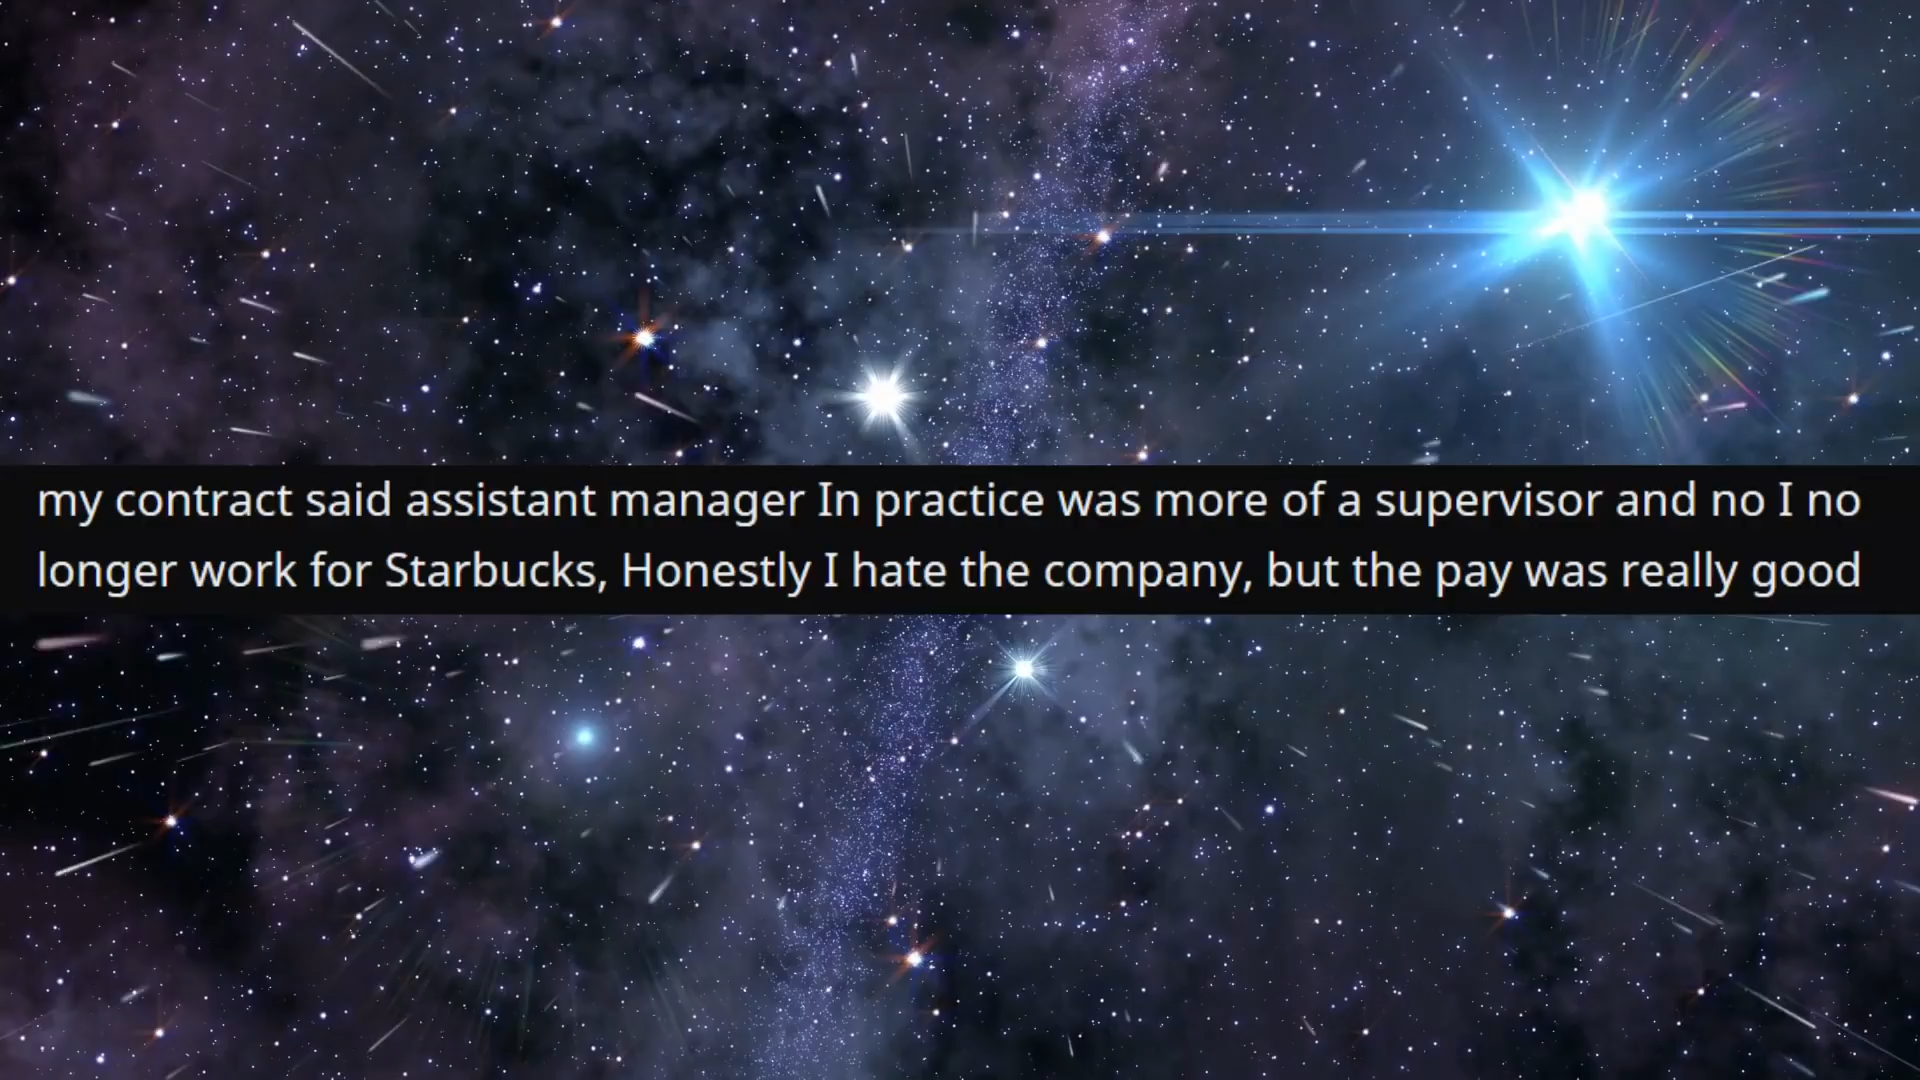 my contract said assistant manager In practice was more of a supervisor and no I no
longer work for Starbucks, Honestly I hate the company, but the pay was really good